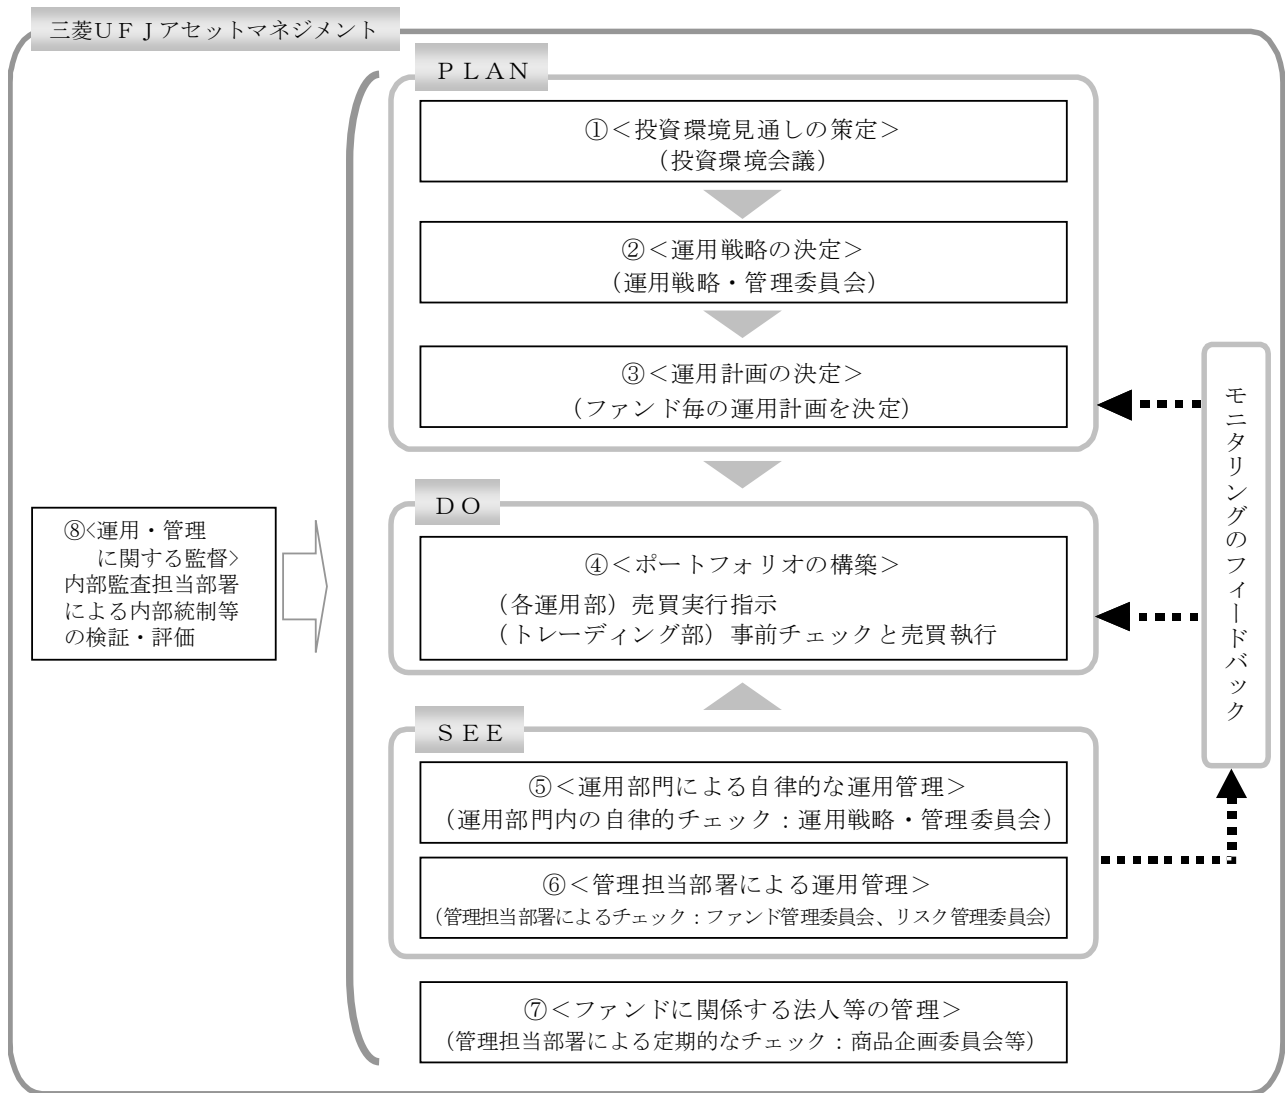 三菱ＵＦＪアセットマネジメント
ＰＬＡＮ
①＜投資環境見通しの策定＞
（投資環境会議）
②＜運用戦略の決定＞
（運用戦略・管理委員会）
③＜運用計画の決定＞
（ファンド毎の運用計画を決定）
ＤＯ
④＜ポートフォリオの構築＞
（各運用部）売買実行指示
（トレーディング部）事前チェックと売買執行
ＳＥＥ
⑤＜運用部門による自律的な運用管理＞
（運用部門内の自律的チェック：運用戦略・管理委員会）
⑥＜管理担当部署による運用管理＞
（管理担当部署によるチェック：ファンド管理委員会、リスク管理委員会）
⑦＜ファンドに関係する法人等の管理＞
（管理担当部署による定期的なチェック：商品企画委員会等）
⑧<運用・管理
に関する監督>
内部監査担当部署
による内部統制等
の検証・評価
モニタリングのフィードバック